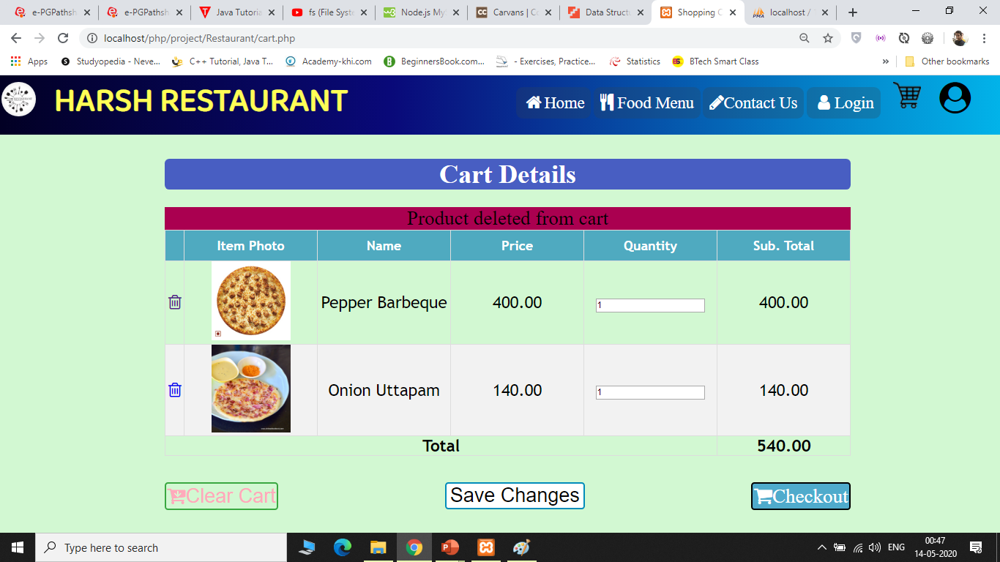 e-PGPathsh
e-PGPathsh
Java Tutoria
fs (File Syste
Node.js My
Carvans | Co
Data Struct
Shopping C
localhost /
localhost/php/project/Restaurant/cart.php
Apps
Studyopedia - Neve...
C++ Tutorial, Java T...
Academy-khi.com
BeginnersBook.com...
- Exercises, Practice...
Statistics
BTech Smart Class
»
Other bookmarks
HARSH RESTAURANT
Home
Food Menu
Contact Us
Login
Cart Details
Product deleted from cart
Item Photo Name Price Quantity Sub. Total
Pepper Barbeque 400.00 1 400.00
Onion Uttapam 140.00 1 140.00
Total 540.00
Clear Cart
Save Changes
Checkout
Type here to search
ENG
00:47
14-05-2020